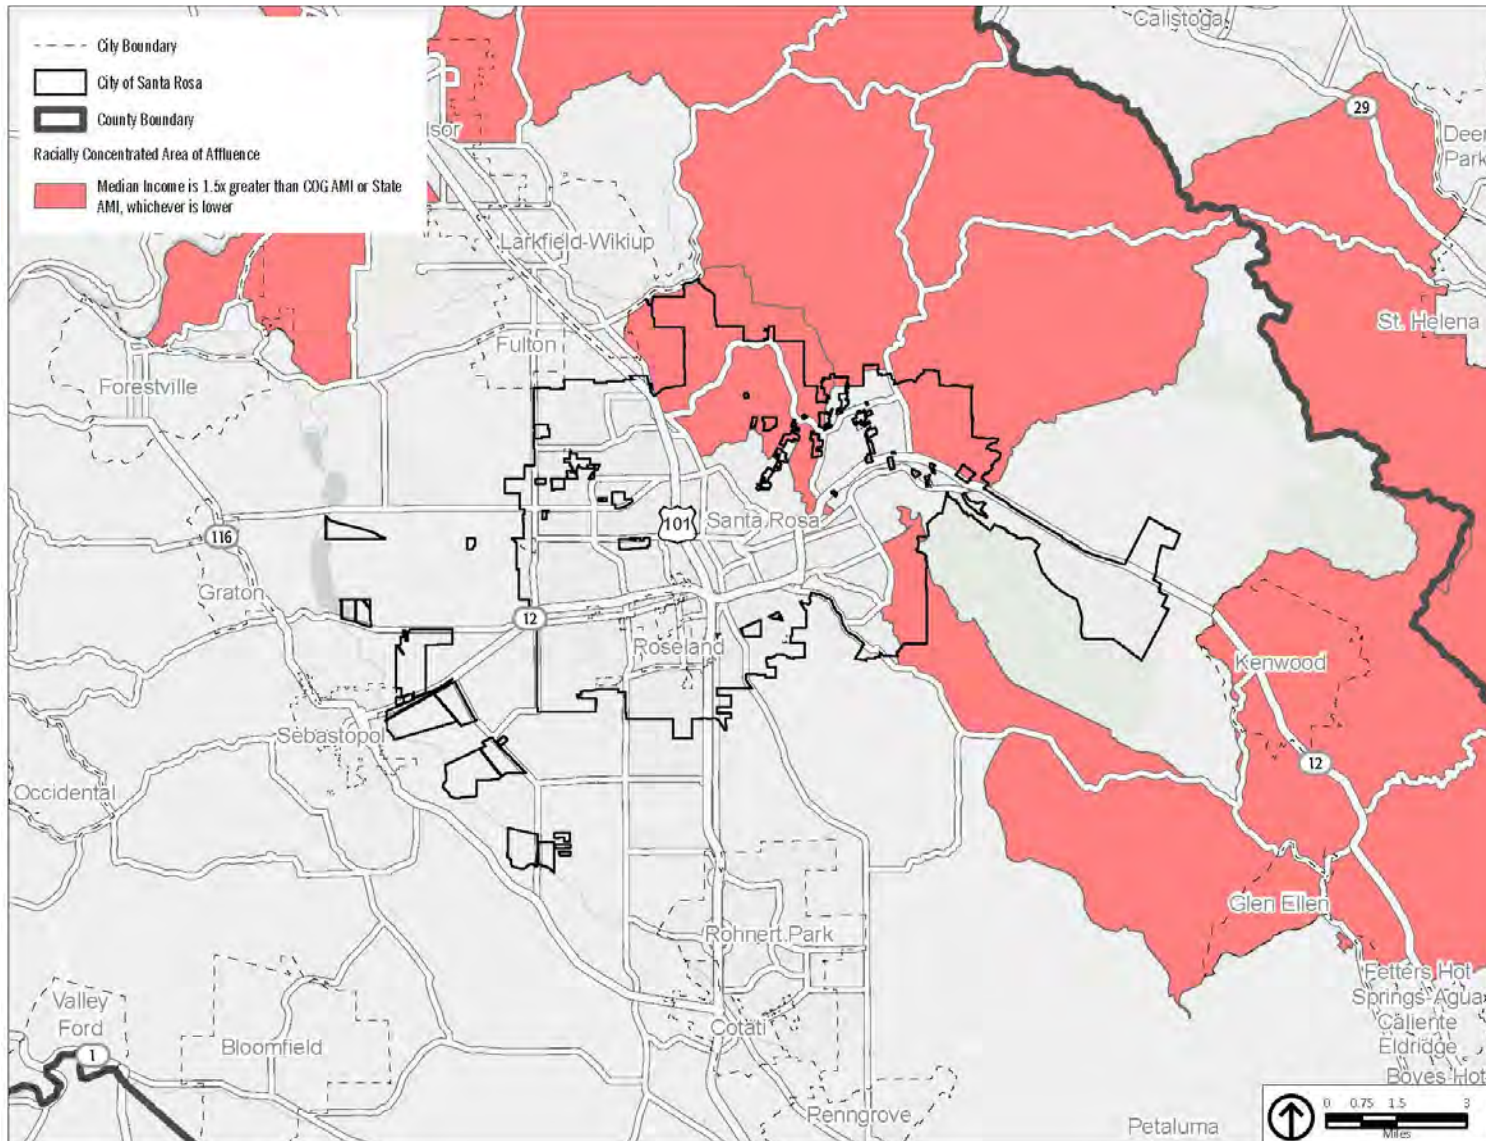 City Boundary
City of Santa Rosa
County Boundary
Racially Concentrated Area of Affluence
Median Income is 1.5x greater than COG AMI or State
AMI, whichever is lower
Calistoga
29
Deer
Park
sor
Larkfield-Wikiup
St. Helena
Fulton
Forestville
101
Santa Rosa
116
Graton
12
Roseland
Kenwood
Sebastopol
12
Occidental
Glen Ellen
Rohnert Park
Fetters Hot
Springs-Agua
Caliente
Eldridge
Boyes Hot
Valley
Ford
1
Cotati
Bloomfield
Penngrove
Petaluma
0 0.75 1.5 3
Miles